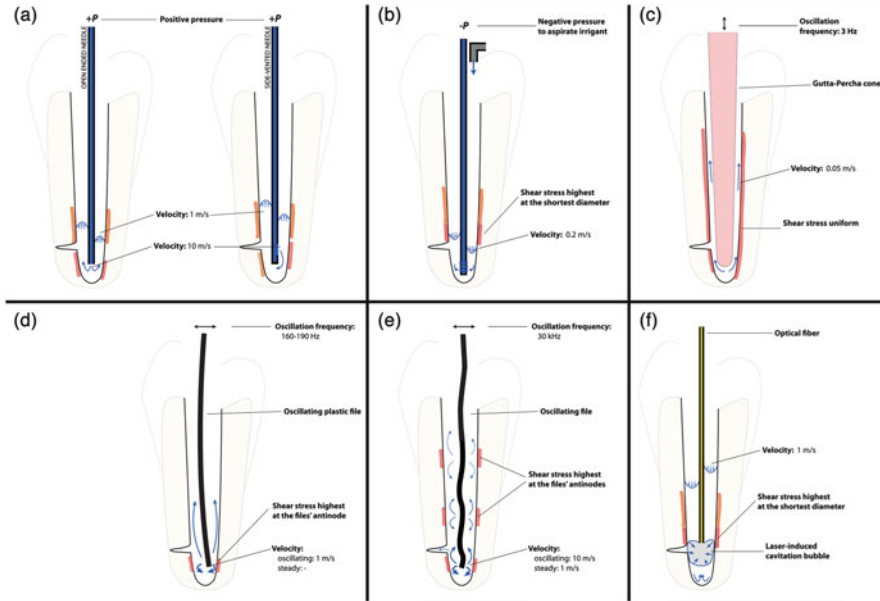 (a)
Positive pressure
+P
+P
OPEN ENDED NEEDLE
SIDE-VENTED NEEDLE
Velocity: 1 m/s
Velocity: 10 m/s
(b)
-P
Negative pressure
to aspirate irrigant
Shear stress highest
at the shortest diameter
Velocity: 0.2 m/s
(c)
Oscillation
frequency: 3 Hz
Gutta-Percha cone
Velocity: 0.05 m/s
Shear stress uniform
(d)
Oscillation frequency:
160-190 Hz
Oscillating plastic file
Shear stress highest
at the files' antinode
Velocity:
oscillating: 1 m/s
steady: -
(e)
Oscillation frequency:
30 kHz
Oscillating file
Shear stress highest
at the files' antinodes
Velocity:
oscillating: 10 m/s
steady: 1 m/s
(f)
Optical fiber
Velocity: 1 m/s
Shear stress highest
at the shortest diameter
Laser-induced
cavitation bubble